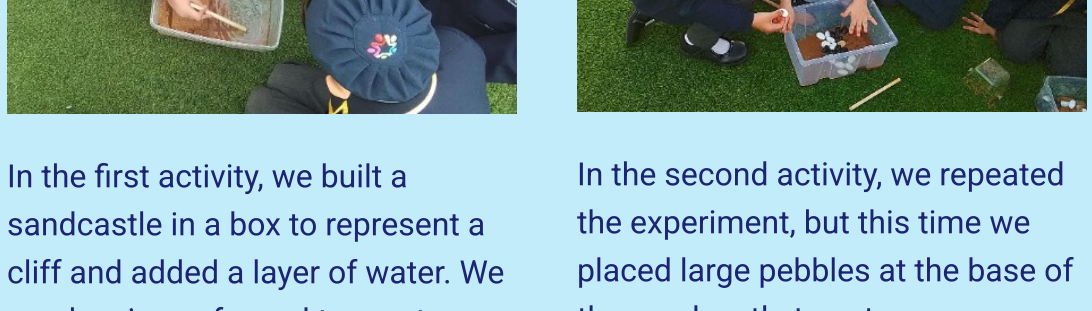 In the first activity, we built a
sandcastle in a box to represent a
cliff and added a layer of water. We
In the second activity, we repeated
the experiment, but this time we
placed large pebbles at the base of